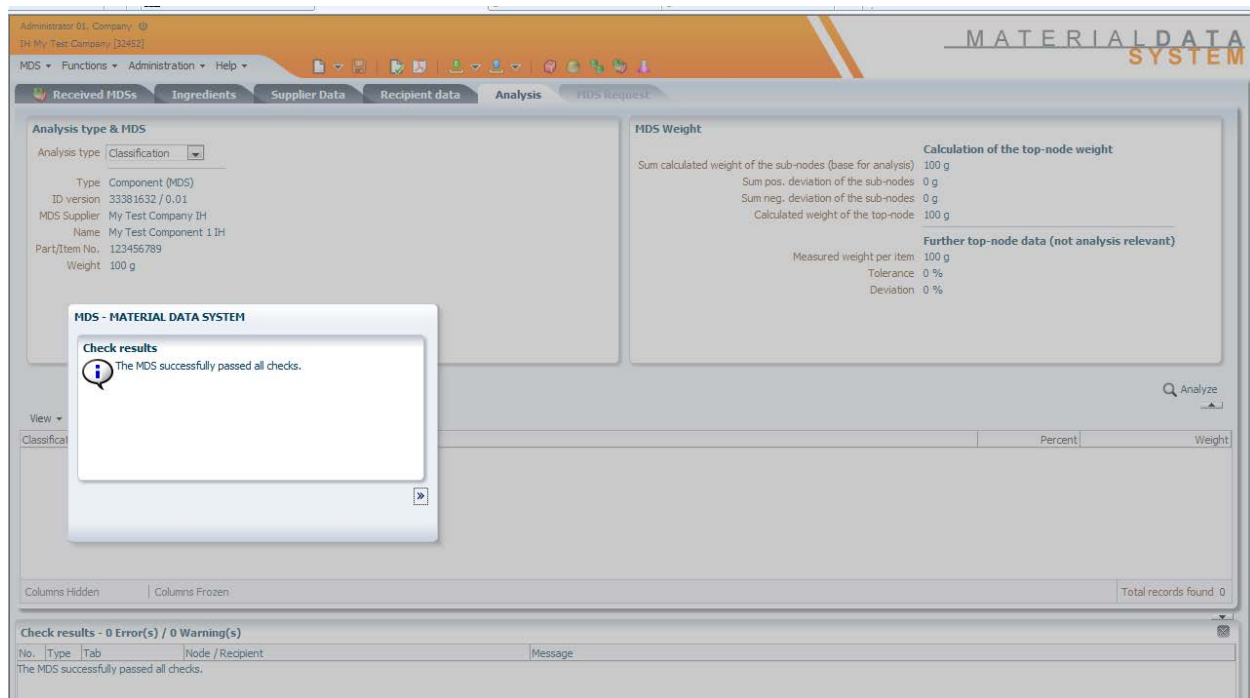 Administrator 01, Company
IH My Test Company [32452]
MATERIAL DATA
SYSTEM
MDS Functions Administration Help
Received MDSs Ingredients Supplier Data Recipient data Analysis MDS Request
Analysis type & MDS
Analysis type Classification
Type Component (MDS)
ID version 33381632 / 0.01
MDS Supplier My Test Company IH
Name My Test Component 1 IH
Part/Item No. 123456789
Weight 100 g
MDS Weight
Calculation of the top-node weight
Sum calculated weight of the sub-nodes (base for analysis) 100 g
Sum pos. deviation of the sub-nodes 0 g
Sum neg. deviation of the sub-nodes 0 g
Calculated weight of the top-node 100 g
Further top-node data (not analysis relevant)
Measured weight per item 100 g
Tolerance 0 %
Deviation 0 %
MDS - MATERIAL DATA SYSTEM
Check results
The MDS successfully passed all checks.
Analyze
View
Classificat Percent Weight
Columns Hidden Columns Frozen Total records found 0
Check results - 0 Error(s) / 0 Warning(s)
No. Type Tab Node / Recipient Message
The MDS successfully passed all checks.